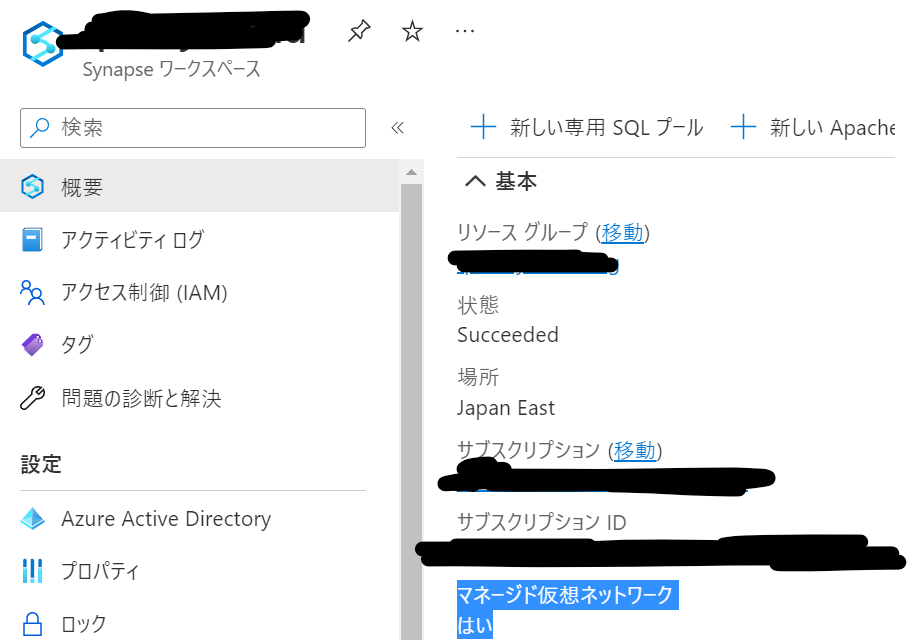 Synapse ワークスペース
検索
概要
アクティビティ ログ
アクセス制御 (IAM)
タグ
問題の診断と解決
設定
Azure Active Directory
プロパティ
ロック
新しい専用 SQL プール
新しい Apache
基本
リソース グループ (移動)
状態
Succeeded
場所
Japan East
サブスクリプション (移動)
サブスクリプション ID
マネージド仮想ネットワーク
はい